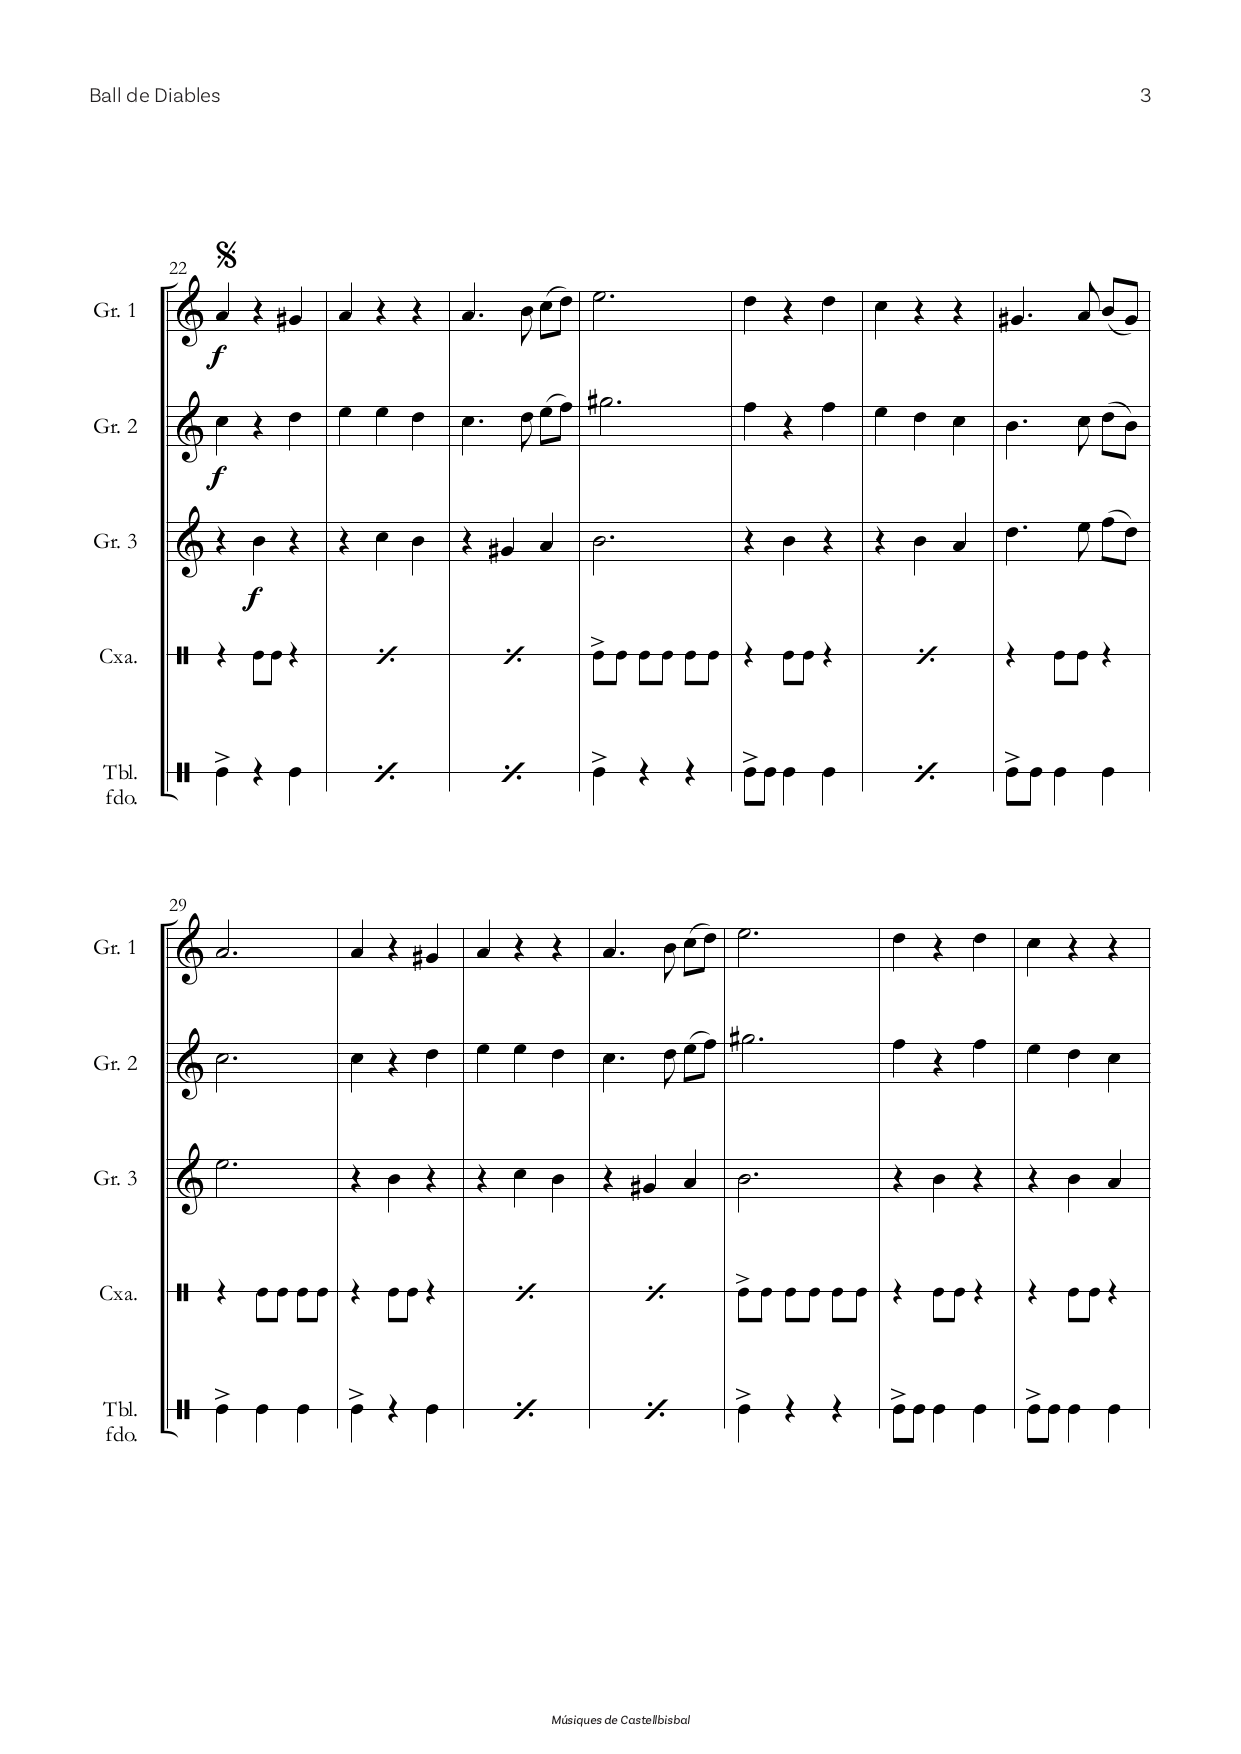 Ball de Diables
3
22
Gr. 1
f
Gr. 2
f
Gr. 3
f
Cxa.
Tbl.
fdo.
29
Gr. 1
Gr. 2
Gr. 3
Cxa.
Tbl.
fdo.
Músiques de Castellbisbal